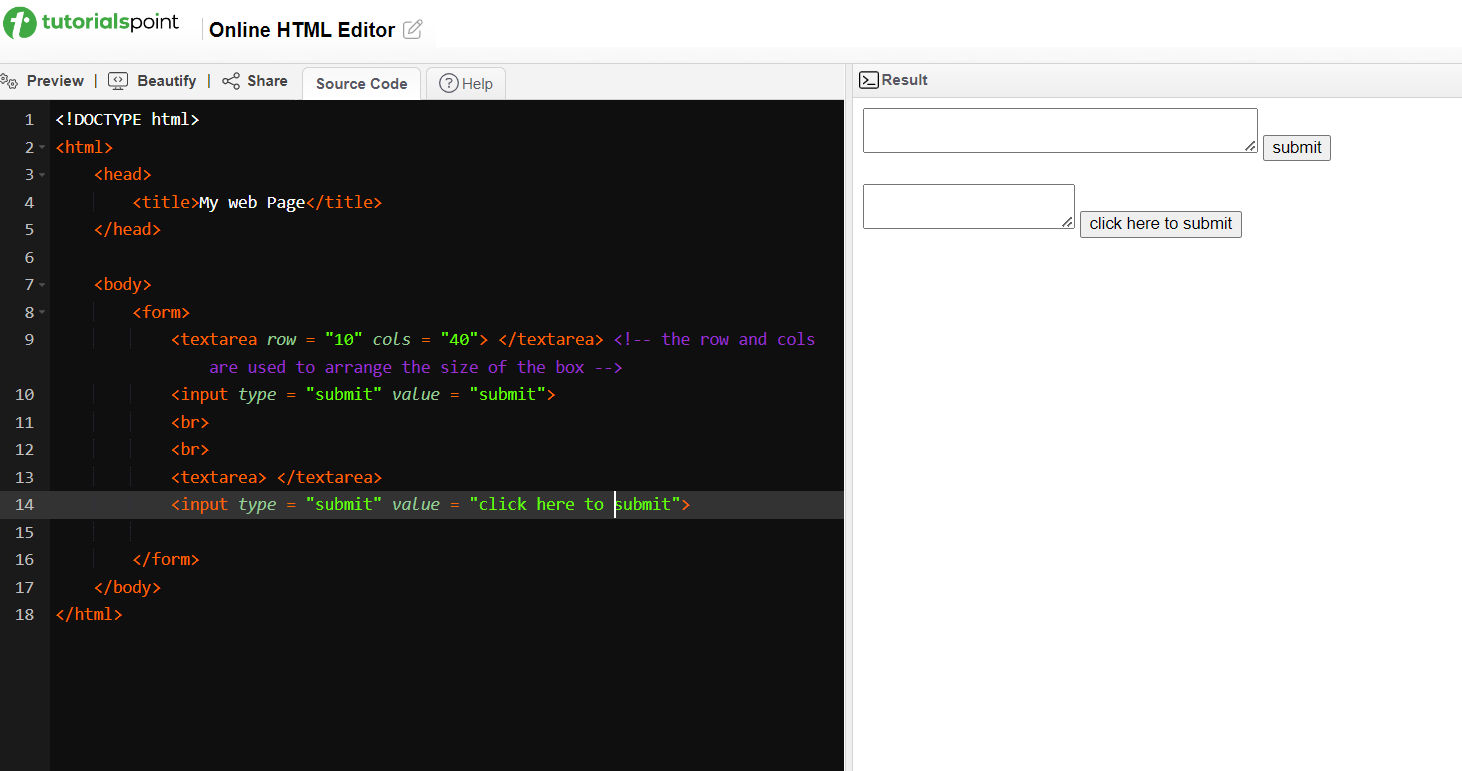 tutorialspoint
Online HTML Editor
Preview | Beautify | Share Source Code Help
1 <!DOCTYPE html>
2 <html>
3 <head>
4 <title>My web Page</title>
5 </head>
6
7 <body>
8 <form>
9 <textarea row = "10" cols = "40"> </textarea> <!-- the row and cols
are used to arrange the size of the box -->
10 <input type = "submit" value = "submit">
11 <br>
12 <br>
13 <textarea> </textarea>
14 <input type = "submit" value = "click here to submit">
15
16 </form>
17 </body>
18 </html>
Result
submit
click here to submit